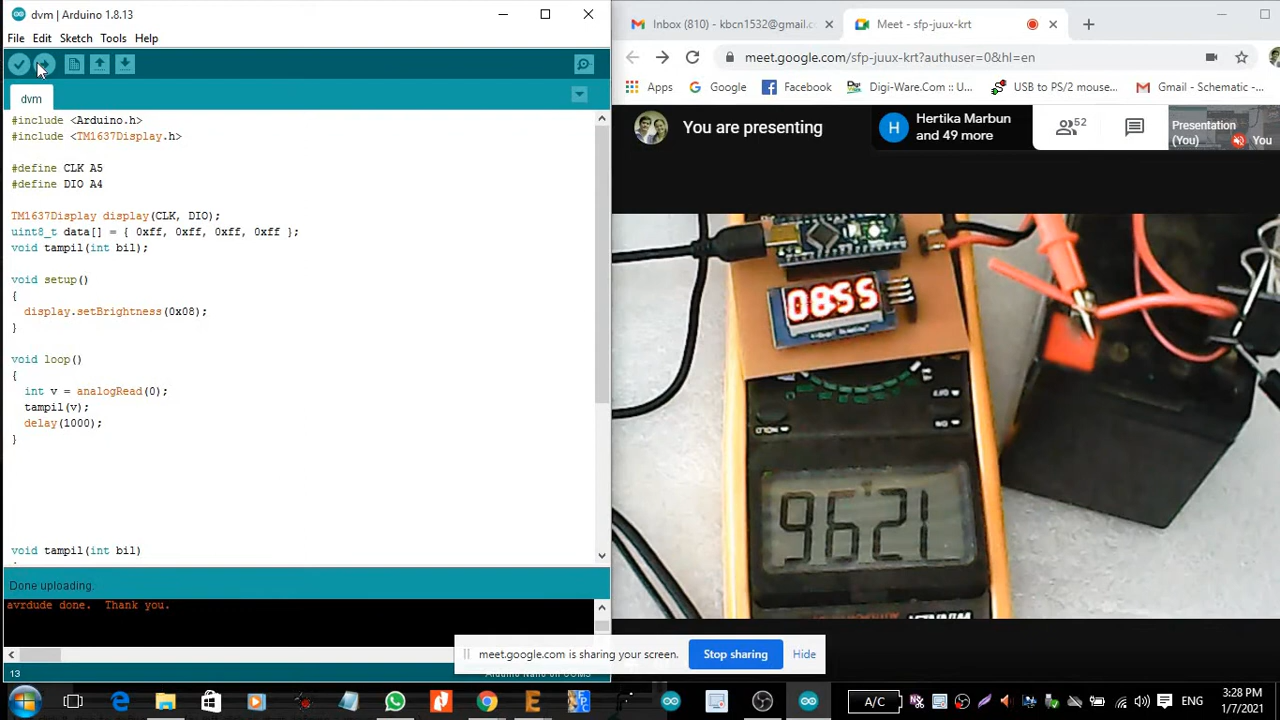 dvm | Arduino 1.8.13
File Edit Sketch Tools Help
dvm
#include <Arduino.h>
#include <TM1637Display.h>
#define CLK A5
#define DIO A4
TM1637Display display(CLK, DIO);
uint8_t data[] = { 0xff, 0xff, 0xff, 0xff };
void tampil(int bil);
void setup()
{
display.setBrightness(0x08);
}
void loop()
{
int v = analogRead(0);
tampil(v);
delay(1000);
}
void tampil(int bil)
Done uploading.
avrdude done. Thank you.
13
Inbox (810) - kbcn1532@gmail.c
Meet - sfp-juux-krt
meet.google.com/sfp-juux-krt?authuser=0&hl=en
Apps Google Facebook Digi-Ware.Com :: U... USB to PS/2 mouse... Gmail - Schematic -...
You are presenting
H
Hertika Marbun
and 49 more
52
Presentation
(You)
You
0855
HOLD
OFF
ON
meet.google.com is sharing your screen. Stop sharing Hide
A/C
ENG
3:28 PM
1/7/2021